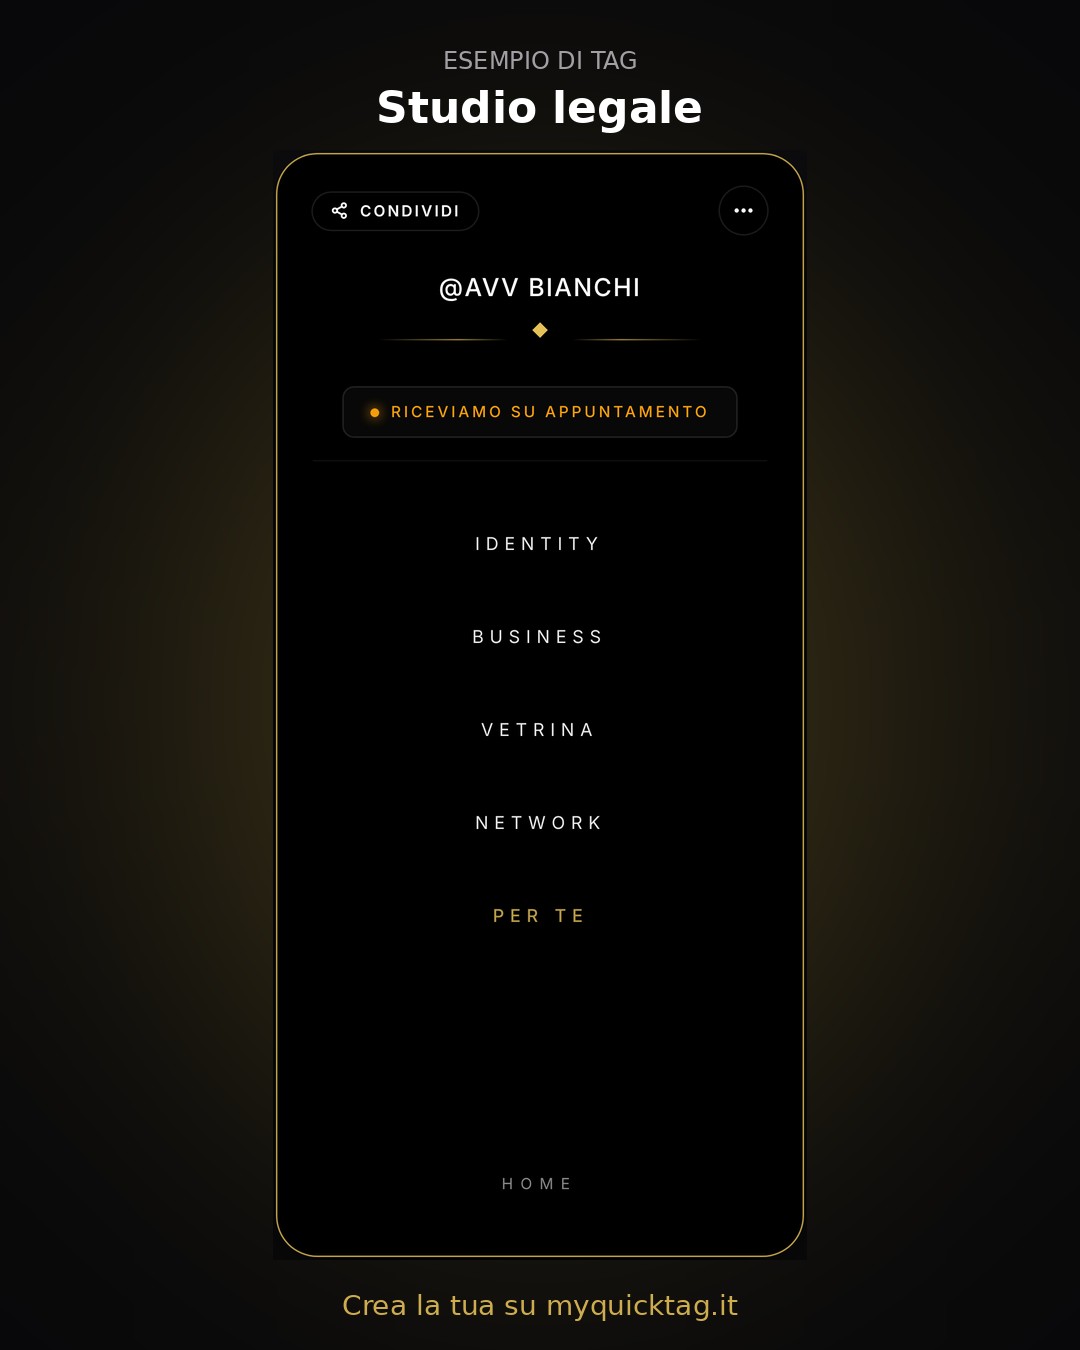 ESEMPIO DI TAG
Studio legale
CONDIVIDI
@AVV BIANCHI
RICEVIAMO SU APPUNTAMENTO
IDENTITY
BUSINESS
VETRINA
NETWORK
PER TE
HOME
Crea la tua su myquicktag.it